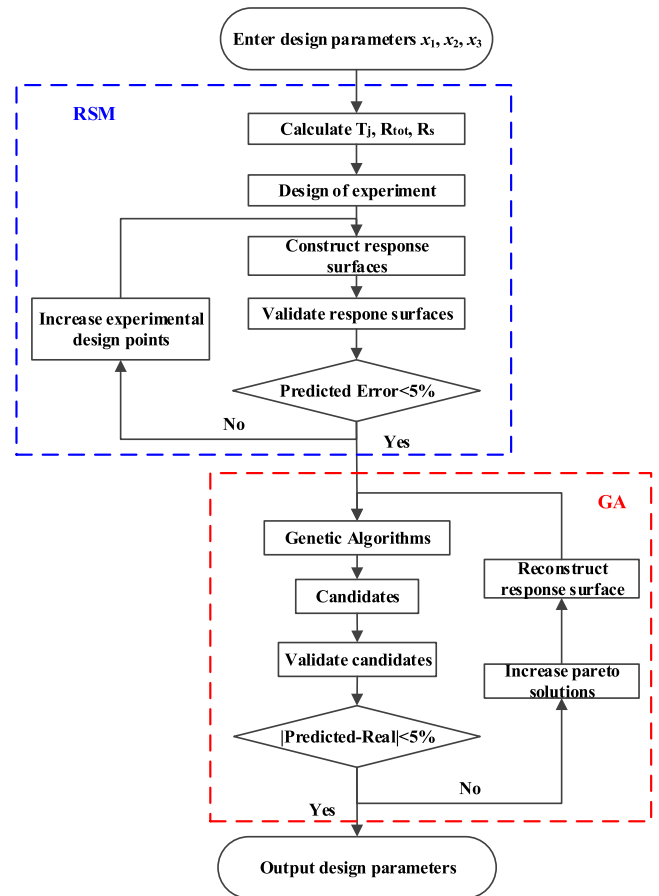 Enter design parameters x1, x2, x3
RSM
Calculate Tj, Rtot, Rs
Design of experiment
Construct response
surfaces
Increase experimental
design points
Validate respone surfaces
Predicted Error<5%
No
Yes
GA
Genetic Algorithms
Reconstruct
response surface
Candidates
Validate candidates
Increase pareto
solutions
|Predicted-Real|<5%
No
Yes
Output design parameters